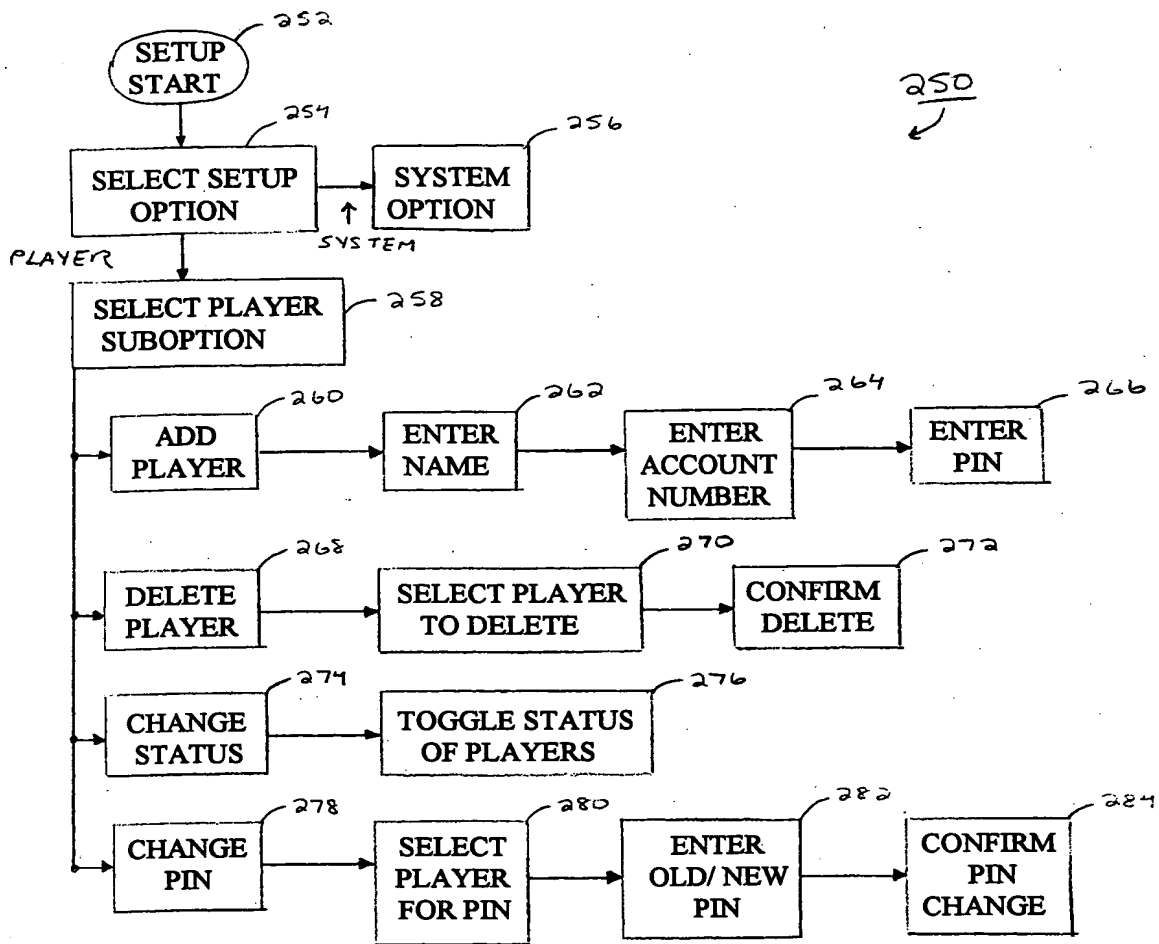 252
SETUP
START
250
254
256
SELECT SETUP
OPTION
SYSTEM
OPTION
SYSTEM
PLAYER
258
SELECT PLAYER
SUBOPTION
260
262
264
266
ADD
PLAYER
ENTER
NAME
ENTER
ACCOUNT
NUMBER
ENTER
PIN
268
270
272
DELETE
PLAYER
SELECT PLAYER
TO DELETE
CONFIRM
DELETE
274
276
CHANGE
STATUS
TOGGLE STATUS
OF PLAYERS
278
280
282
284
CHANGE
PIN
SELECT
PLAYER
FOR PIN
ENTER
OLD/ NEW
PIN
CONFIRM
PIN
CHANGE